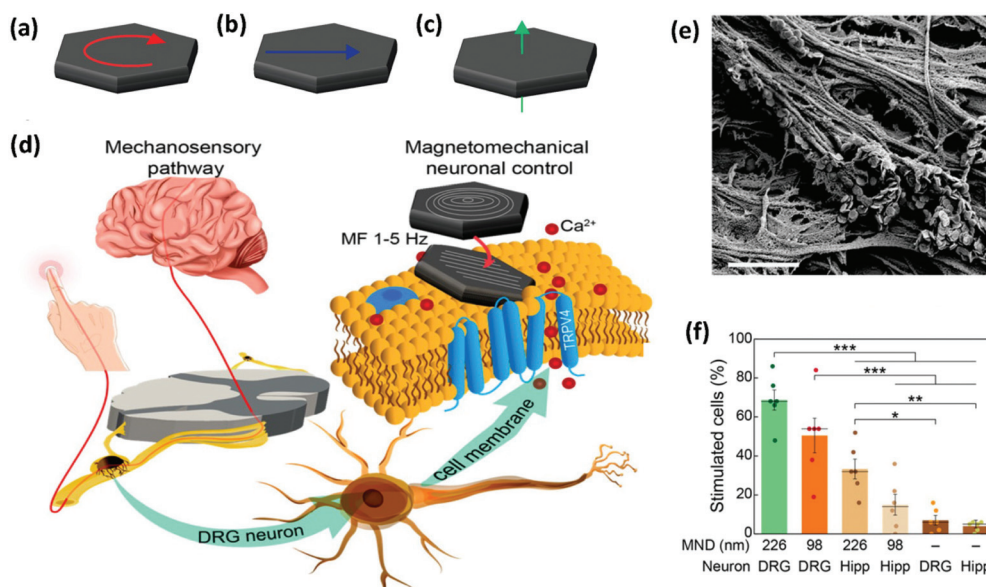 (a)
(b)
(c)
(d)
Mechanosensory
pathway
Magnetomechanical
neuronal control
MF 1-5 Hz
Ca²⁺
TRPV4
DRG neuron
cell membrane
(e)
(f)
Stimulated cells (%)
100
80
60
40
20
0
***
***
**
*
MND (nm) 226 98 226 98 – –
Neuron DRG DRG Hipp Hipp DRG Hipp